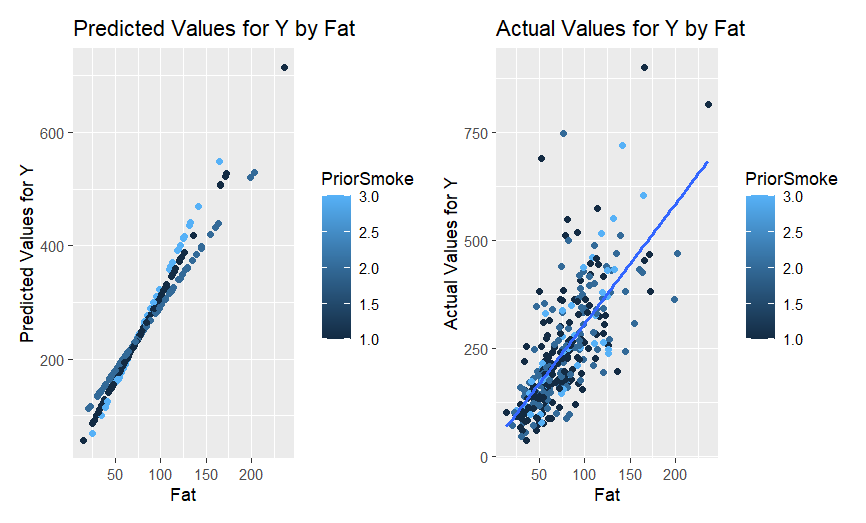 Predicted Values for Y by Fat
Predicted Values for Y
600
400
200
50 100 150 200
Fat
PriorSmoke
3.0
2.5
2.0
1.5
1.0
Actual Values for Y by Fat
Actual Values for Y
750
500
250
0
50 100 150 200
Fat
PriorSmoke
3.0
2.5
2.0
1.5
1.0